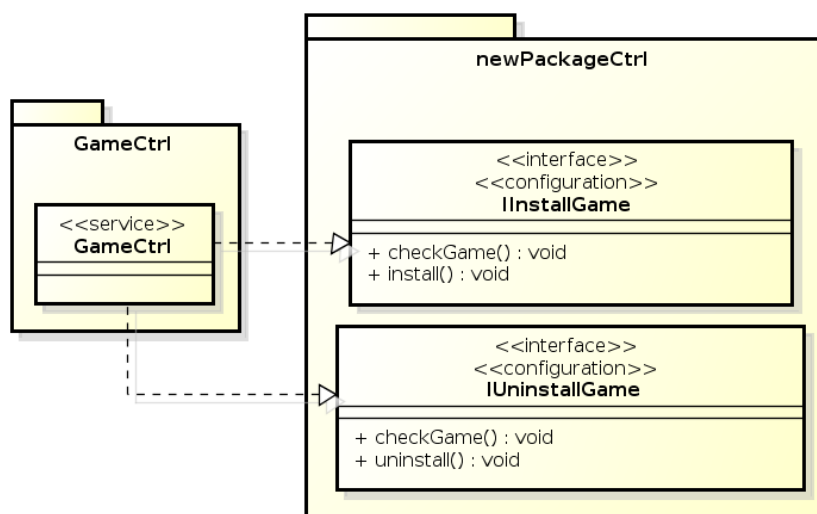 newPackageCtrl
GameCtrl
<<service>>
GameCtrl
<<interface>>
<<configuration>>
IInstallGame
+ checkGame() : void
+ install() : void
<<interface>>
<<configuration>>
IUninstallGame
+ checkGame() : void
+ uninstall() : void